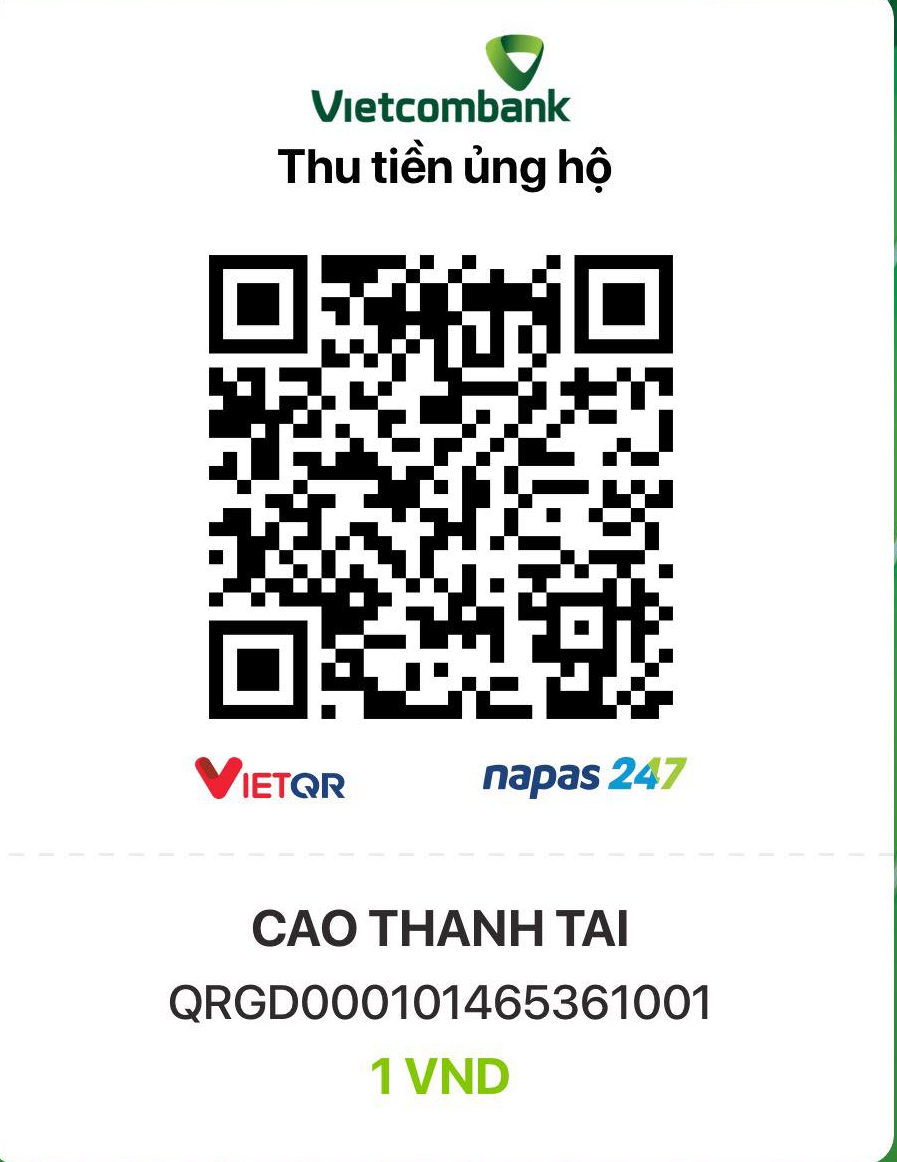 Vietcombank
Thu tiền ủng hộ
VIETQR
napas 247
CAO THANH TAI
QRGD000101465361001
1 VND